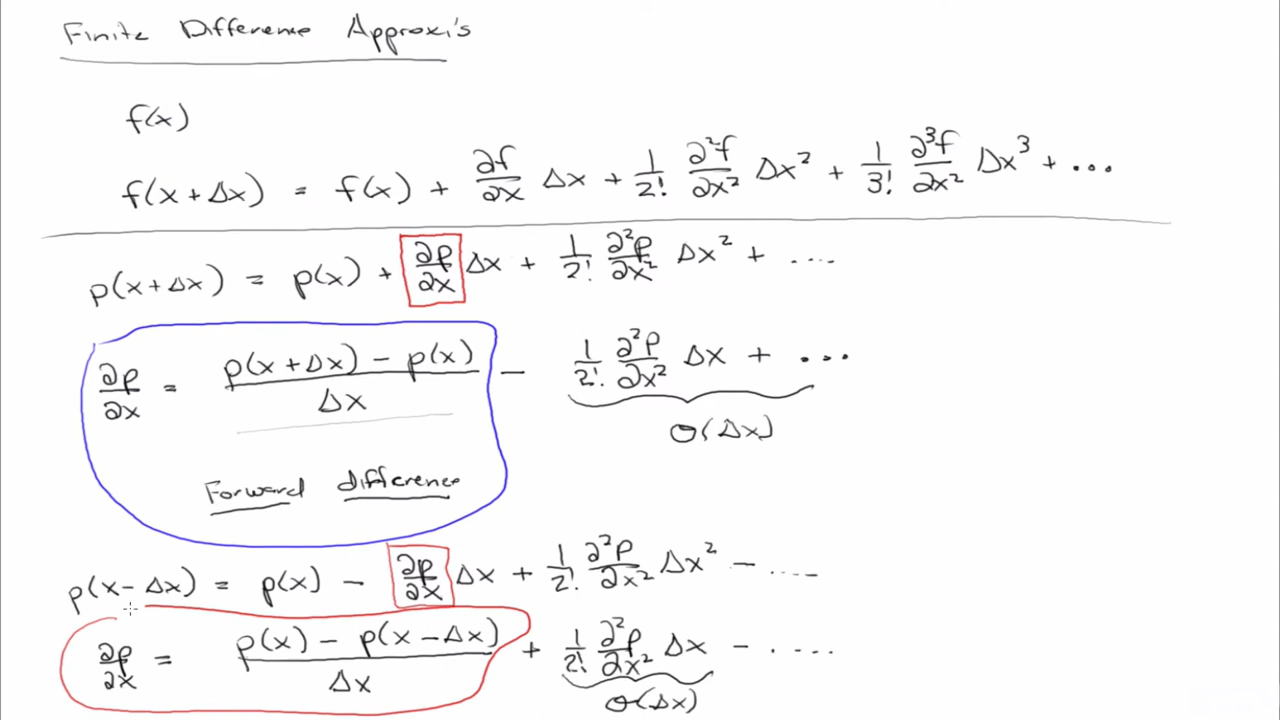 Finite Difference Approxi's
f(x)
f(x+Δx) = f(x) + ∂f/∂x Δx + 1/2! ∂²f/∂x² Δx² + 1/3! ∂³f/∂x² Δx³ + ...
p(x+Δx) = p(x) + ∂p/∂x Δx + 1/2! ∂²p/∂x² Δx² + ....
∂p/∂x = (p(x+Δx) − p(x))/Δx − 1/2! ∂²p/∂x² Δx + ...
O(Δx)
Forward difference
p(x−Δx) = p(x) − ∂p/∂x Δx + 1/2! ∂²p/∂x² Δx² − ....
∂p/∂x = (p(x) − p(x−Δx))/Δx + 1/2! ∂²p/∂x² Δx − .....
O(Δx)